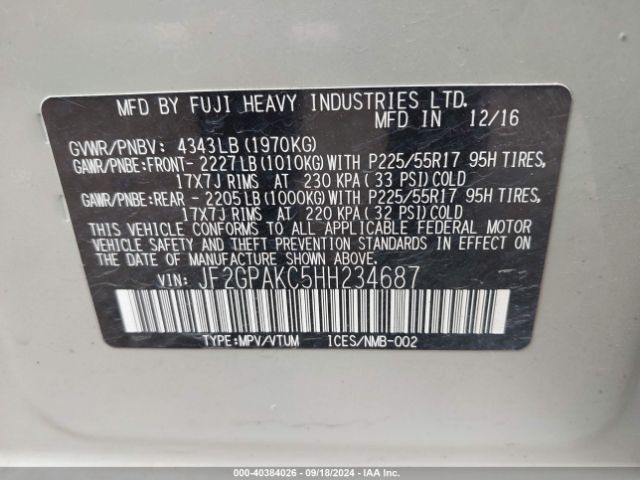 MFD BY FUJI HEAVY INDUSTRIES LTD.
MFD IN 12/16
GVWR/PNBV: 4343LB (1970KG)
GAWR/PNBE:FRONT- 2227LB(1010KG)WITH P225/55R17 95H TIRES,
17X7J RIMS AT 230 KPA(33 PSI)COLD
GAWR/PNBE:REAR - 2205LB(1000KG)WITH P225/55R17 95H TIRES,
17X7J RIMS AT 220 KPA(32 PSI)COLD
THIS VEHICLE CONFORMS TO ALL APPLICABLE FEDERAL MOTOR
VEHICLE SAFETY AND THEFT PREVENTION STANDARDS IN EFFECT ON
THE DATE OF MANUFACTURE SHOWN ABOVE.
VIN: JF2GPAKC5HH234687
TYPE:MPV/VTUM ICES/NMB-002
000-40384026 - 09/18/2024 - IAAI.COM